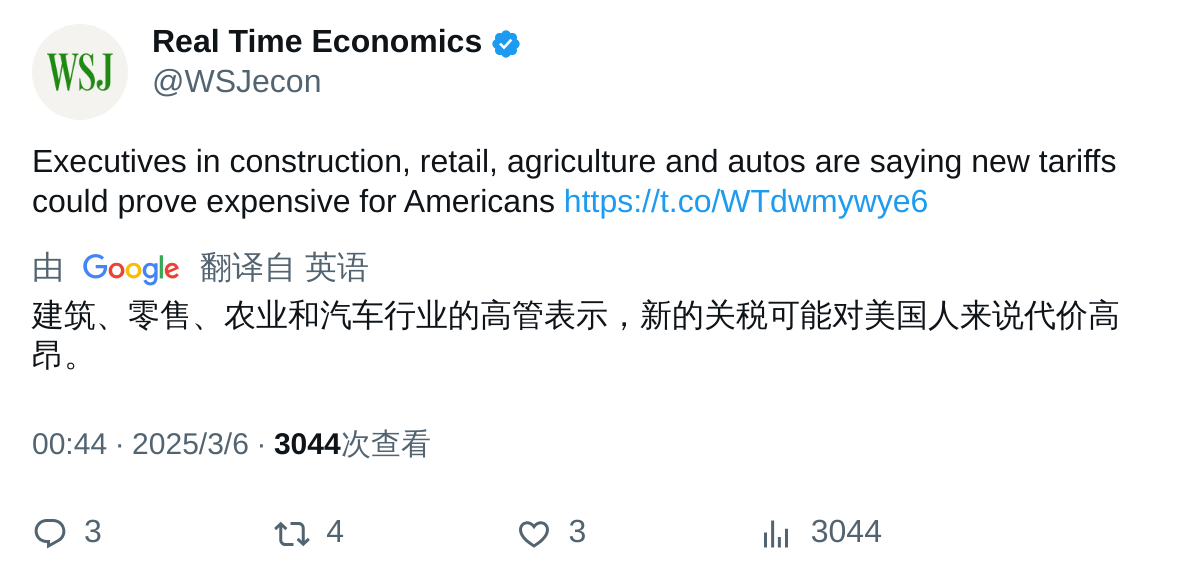 WSJ
Real Time Economics
@WSJecon
Executives in construction, retail, agriculture and autos are saying new tariffs
could prove expensive for Americans https://t.co/WTdwmywye6
由 Google 翻译自 英语
建筑、零售、农业和汽车行业的高管表示，新的关税可能对美国人来说代价高
昂。
00:44 · 2025/3/6 · 3044次查看
3 4 3 3044